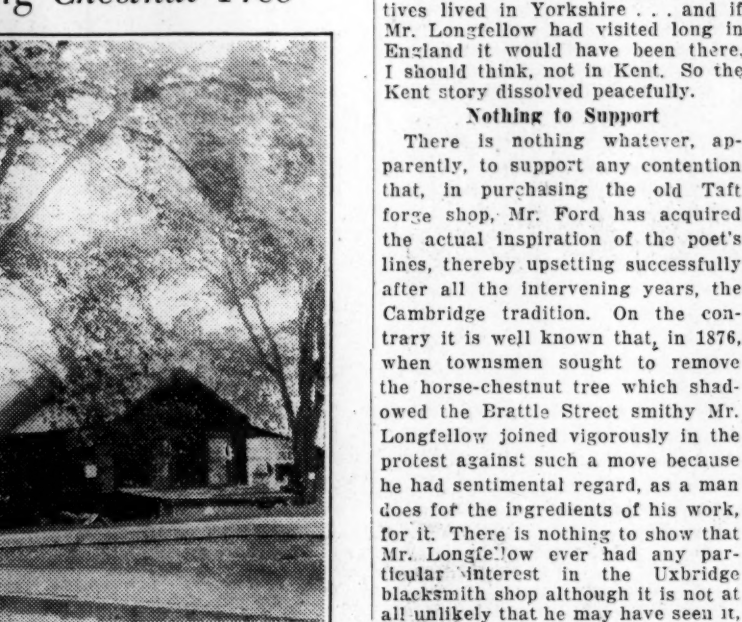 Chestnut Tree
tives lived in Yorkshire . . . and if
Mr. Longfellow had visited long in
England it would have been there,
I should think, not in Kent. So the
Kent story dissolved peacefully.
Nothing to Support
There is nothing whatever, ap-
parently, to support any contention
that, in purchasing the old Taft
forge shop, Mr. Ford has acquired
the actual inspiration of the poet's
lines, thereby upsetting successfully
after all the intervening years, the
Cambridge tradition. On the con-
trary it is well known that, in 1876,
when townsmen sought to remove
the horse-chestnut tree which shad-
owed the Brattle Street smithy Mr.
Longfellow joined vigorously in the
protest against such a move because
he had sentimental regard, as a man
does for the ingredients of his work,
for it. There is nothing to show that
Mr. Longfellow ever had any par-
ticular interest in the Uxbridge
blacksmith shop although it is not at
all unlikely that he may have seen it,